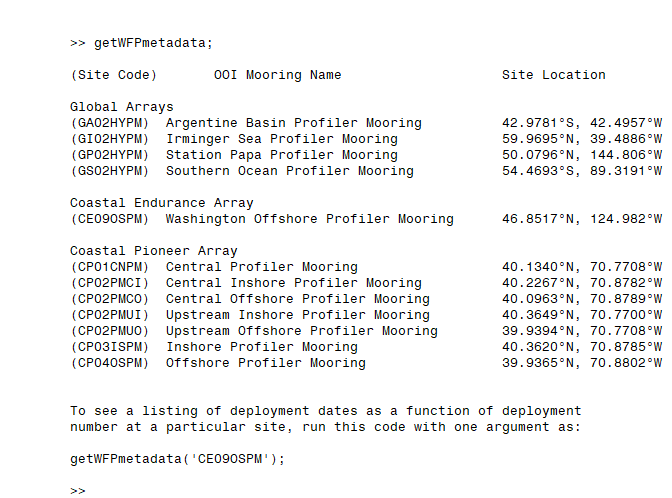 >> getWFPmetadata;
(Site Code)       OOI Mooring Name                    Site Location
Global Arrays
(GA02HYPM)  Argentine Basin Profiler Mooring          42.9781°S, 42.4957°W
(GI02HYPM)  Irminger Sea Profiler Mooring             59.9695°N, 39.4886°W
(GP02HYPM)  Station Papa Profiler Mooring             50.0796°N, 144.806°W
(GS02HYPM)  Southern Ocean Profiler Mooring           54.4693°S, 89.3191°W
Coastal Endurance Array
(CE09OSPM)  Washington Offshore Profiler Mooring      46.8517°N, 124.982°W
Coastal Pioneer Array
(CP01CNPM)  Central Profiler Mooring                  40.1340°N, 70.7708°W
(CP02PMCI)  Central Inshore Profiler Mooring          40.2267°N, 70.8782°W
(CP02PMCO)  Central Offshore Profiler Mooring         40.0963°N, 70.8789°W
(CP02PMUI)  Upstream Inshore Profiler Mooring         40.3649°N, 70.7700°W
(CP02PMUO)  Upstream Offshore Profiler Mooring        39.9394°N, 70.7708°W
(CP03ISPM)  Inshore Profiler Mooring                  40.3620°N, 70.8785°W
(CP04OSPM)  Offshore Profiler Mooring                 39.9365°N, 70.8802°W
To see a listing of deployment dates as a function of deployment
number at a particular site, run this code with one argument as:
getWFPmetadata('CE09OSPM');
>>